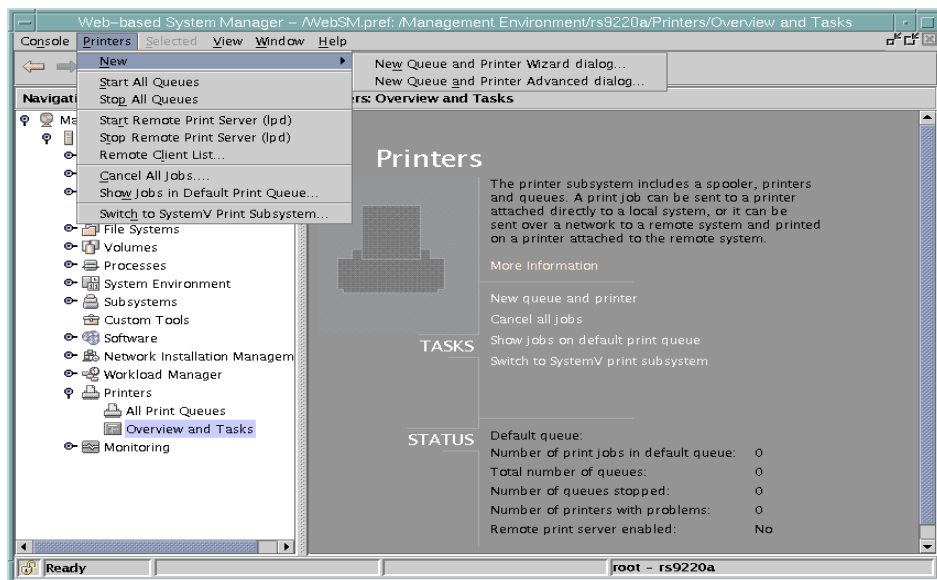 Web-based System Manager - /WebSM.pref: /Management Environment/rs9220a/Printers/Overview and Tasks
Console Printers Selected View Window Help
New
Start All Queues
Stop All Queues
Start Remote Print Server (lpd)
Stop Remote Print Server (lpd)
Remote Client List...
Cancel All Jobs....
Show Jobs in Default Print Queue...
Switch to SystemV Print Subsystem...
New Queue and Printer Wizard dialog...
New Queue and Printer Advanced dialog...
Navigati
rs: Overview and Tasks
Ma
File Systems
Volumes
Processes
System Environment
Subsystems
Custom Tools
Software
Network Installation Managem
Workload Manager
Printers
All Print Queues
Overview and Tasks
Monitoring
Printers
The printer subsystem includes a spooler, printers
and queues. A print job can be sent to a printer
attached directly to a local system, or it can be
sent over a network to a remote system and printed
on a printer attached to the remote system.
More Information
New queue and printer
Cancel all jobs
TASKS
Show jobs on default print queue
Switch to SystemV print subsystem
STATUS
Default queue:
Number of print jobs in default queue: 0
Total number of queues: 0
Number of queues stopped: 0
Number of printers with problems: 0
Remote print server enabled: No
Ready
root - rs9220a